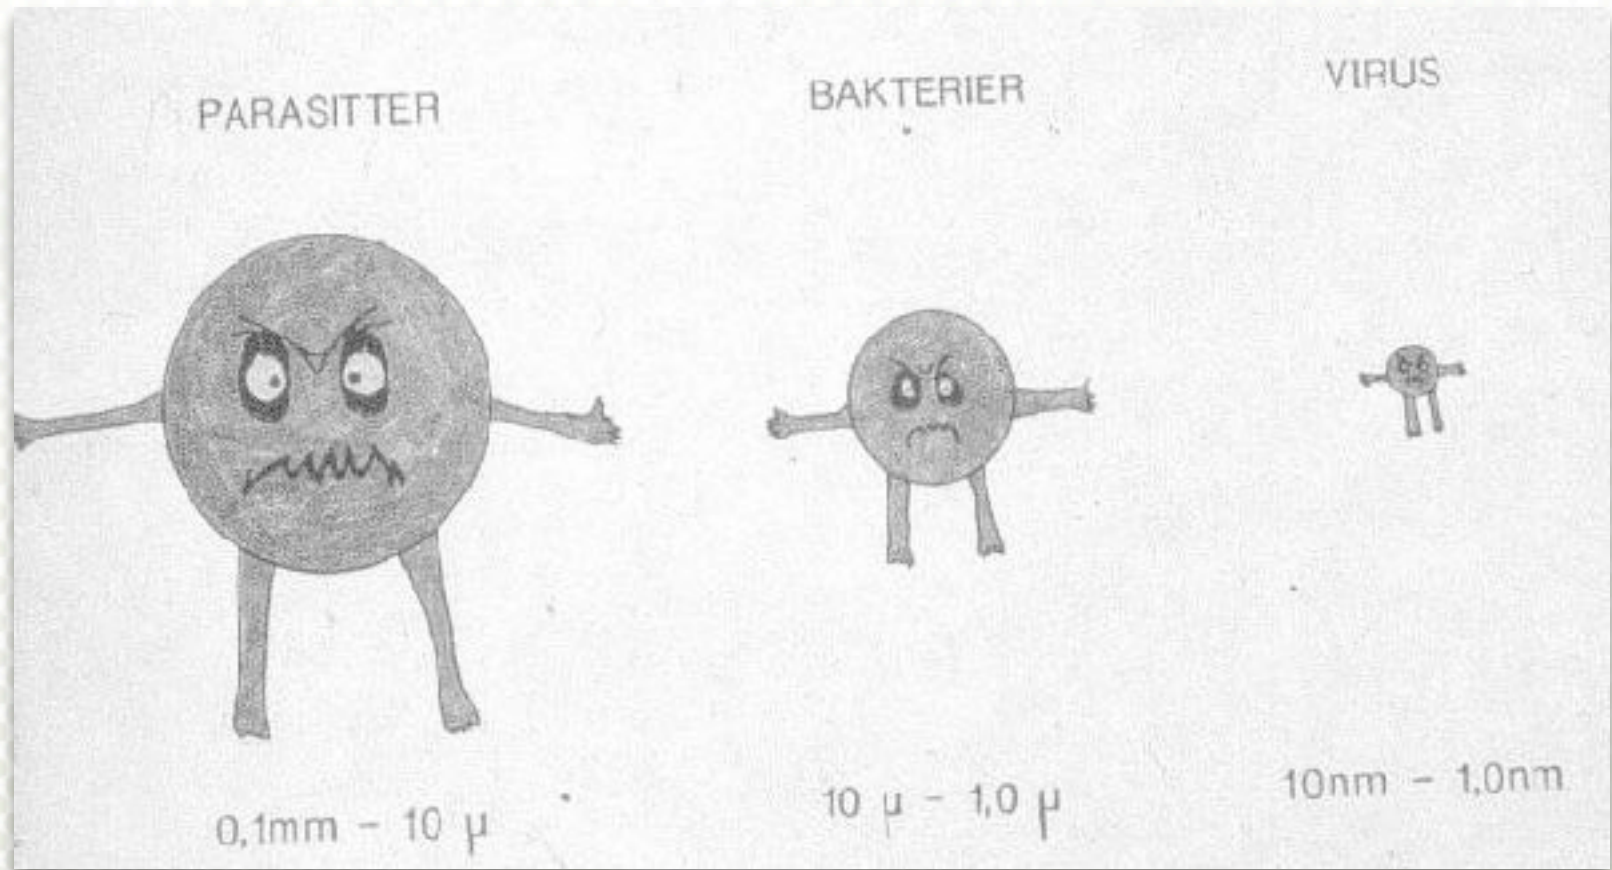 PARASITTER
BAKTERIER
VIRUS
0,1mm - 10 µ
10 µ - 1,0 µ
10nm - 1,0nm